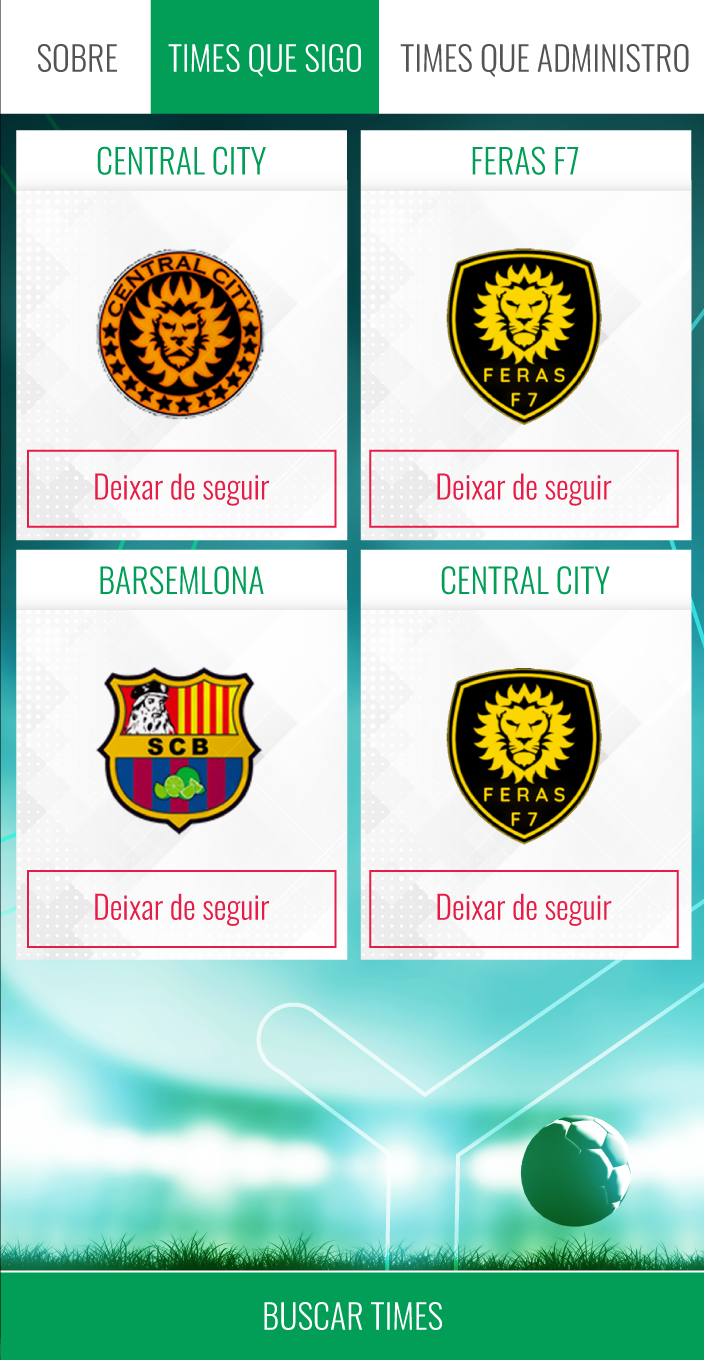 SOBRE
TIMES QUE SIGO
TIMES QUE ADMINISTRO
CENTRAL CITY
FERAS F7
CENTRAL CITY
FERAS
F7
Deixar de seguir
Deixar de seguir
BARSEMLONA
CENTRAL CITY
SCB
FERAS
F7
Deixar de seguir
Deixar de seguir
BUSCAR TIMES